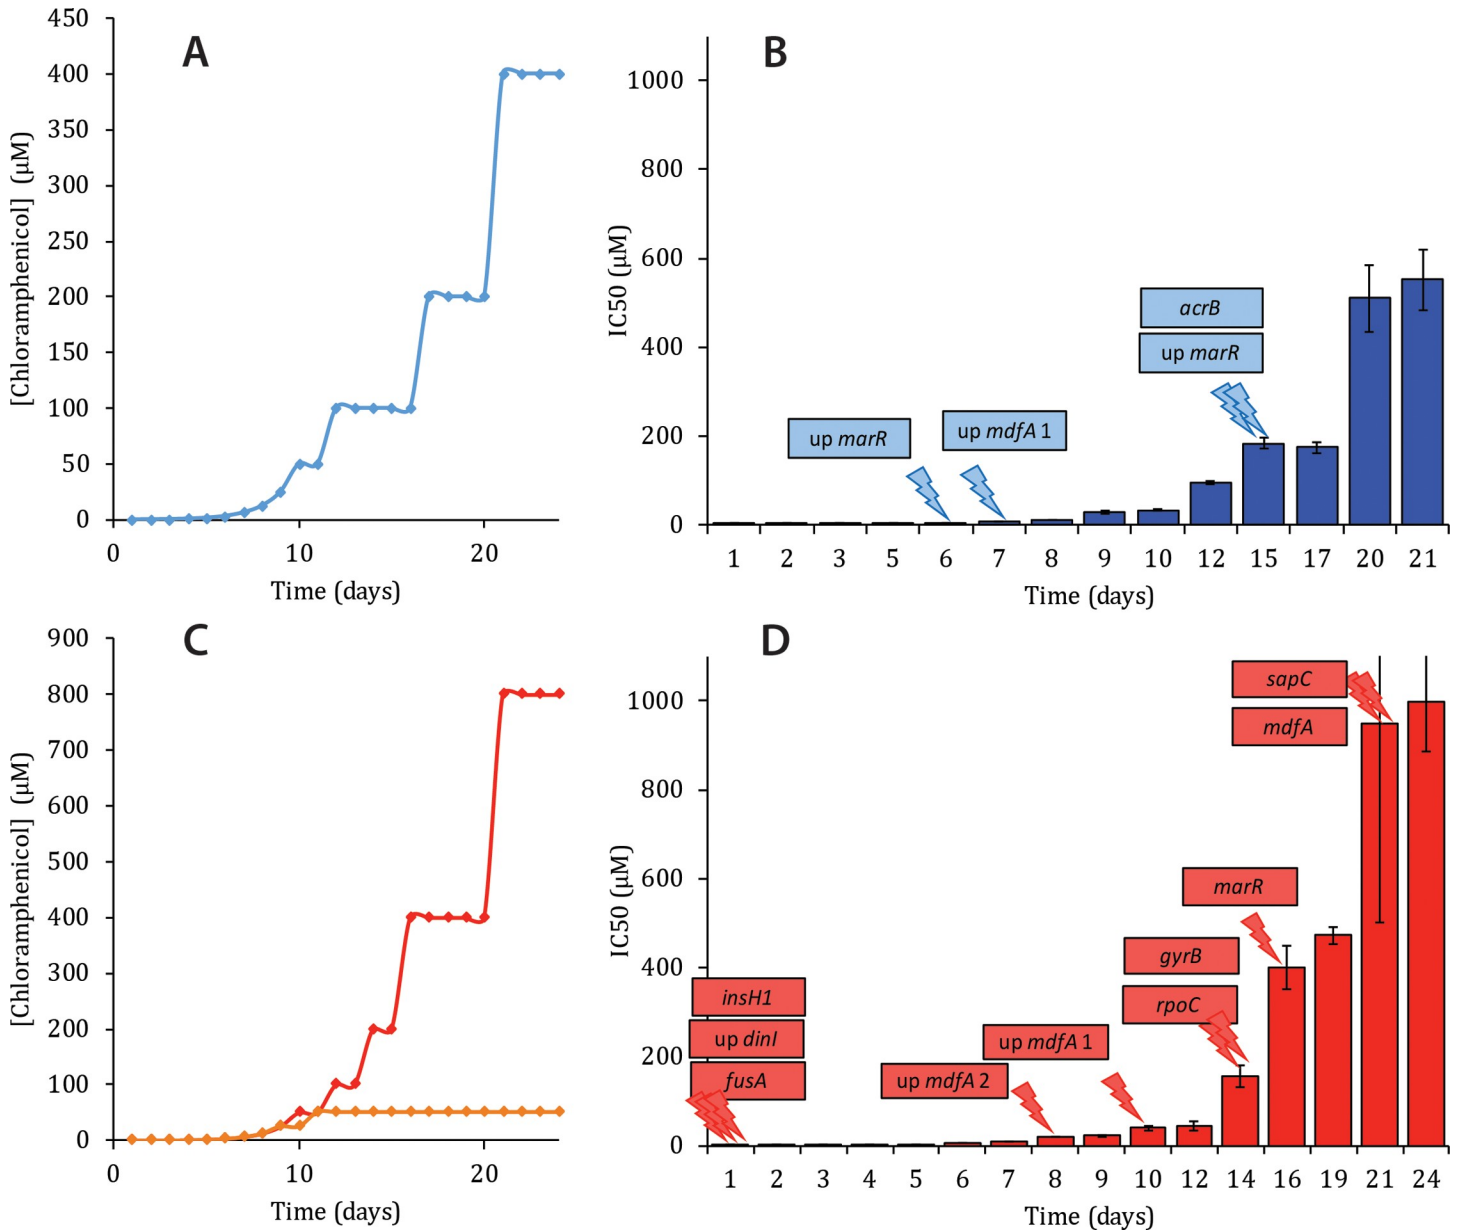 A
450
400
350
300
250
200
150
100
50
0
[Chloramphenicol] (μM)
0 10 20
Time (days)
B
1000
800
600
400
200
0
IC50 (μM)
acrB
up marR
up marR
up mdfA 1
1 2 3 5 6 7 8 9 10 12 15 17 20 21
Time (days)
C
900
800
700
600
500
400
300
200
100
0
[Chloramphenicol] (μM)
0 10 20
Time (days)
D
1000
800
600
400
200
0
IC50 (μM)
sapC
mdfA
marR
gyrB
rpoC
insH1
up dinI
fusA
up mdfA 1
up mdfA 2
1 2 3 4 5 6 7 8 9 10 12 14 16 19 21 24
Time (days)